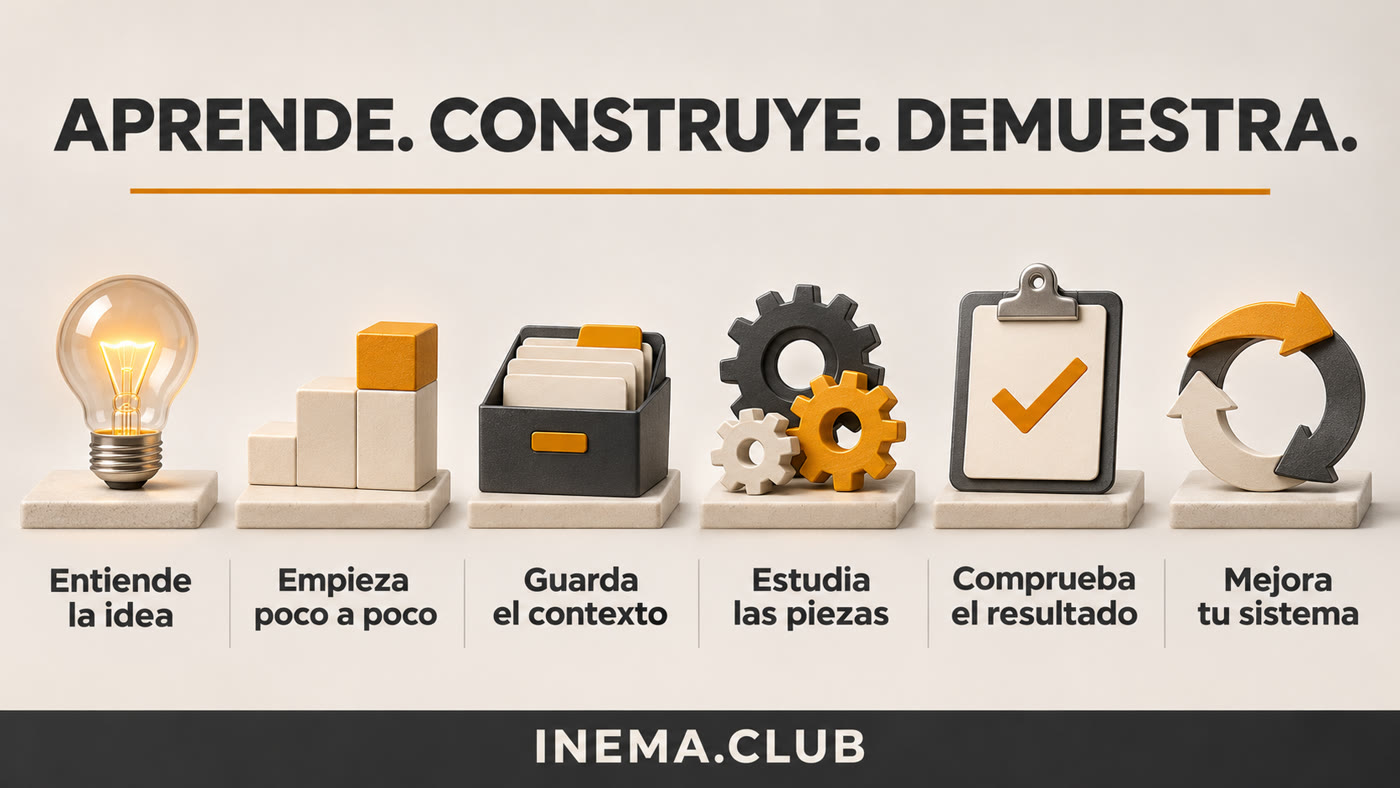 APRENDE. CONSTRUYE. DEMUESTRA.
Entiende
la idea
Empieza
poco a poco
Guarda
el contexto
Estudia
las piezas
Comprueba
el resultado
Mejora
tu sistema
INEMA.CLUB